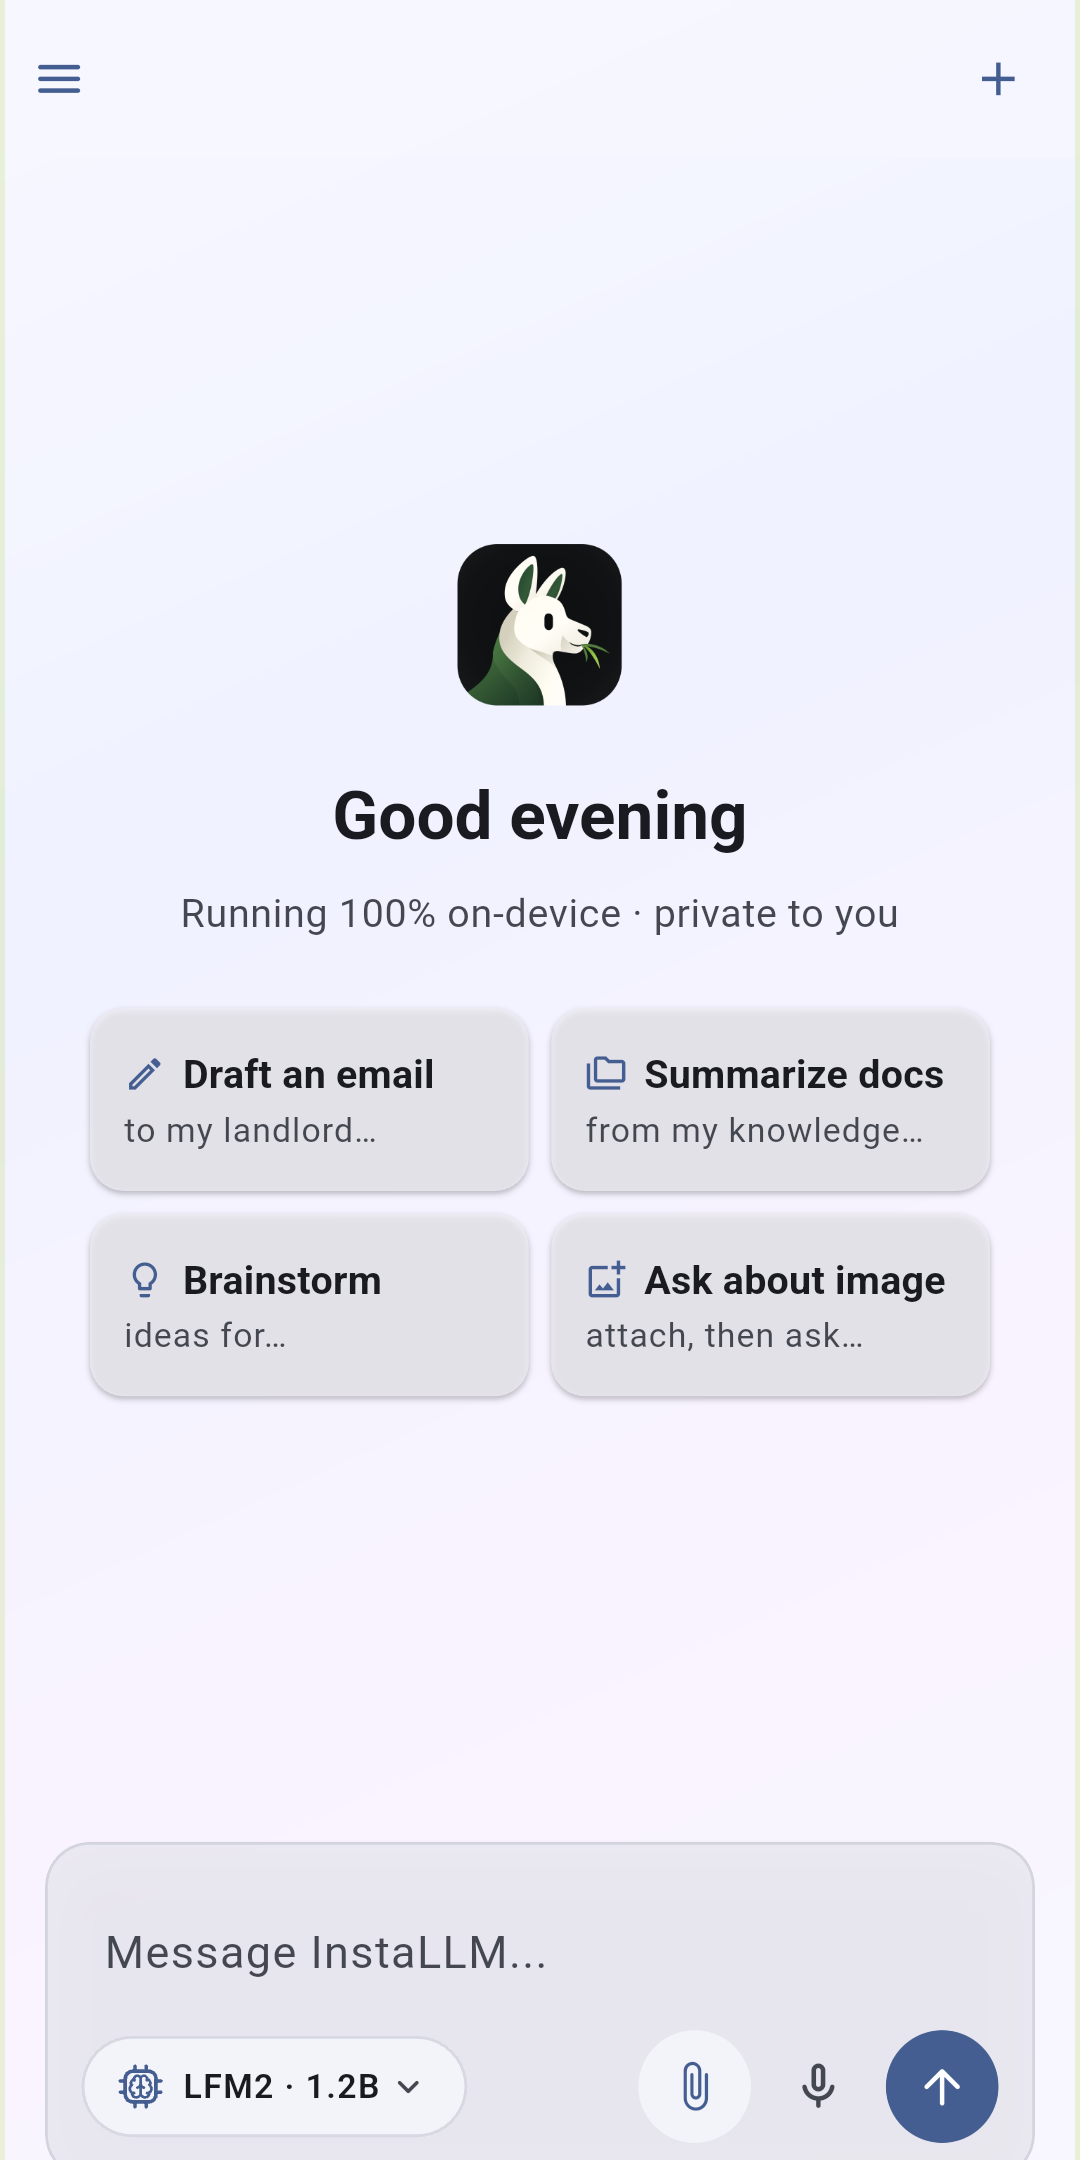 Good evening
Running 100% on-device · private to you
Draft an email
to my landlord…
Summarize docs
from my knowledge…
Brainstorm
ideas for…
Ask about image
attach, then ask…
Message InstaLLM...
LFM2 · 1.2B